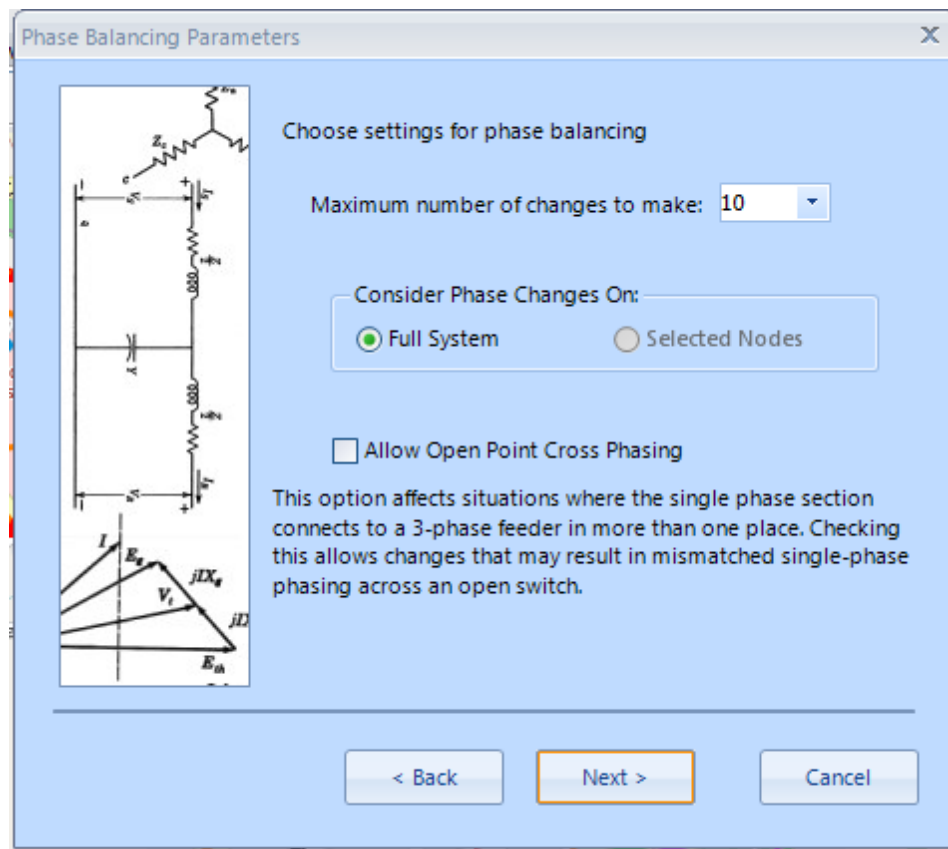 Phase Balancing Parameters
X
Choose settings for phase balancing
Maximum number of changes to make: 10
Consider Phase Changes On:
Full System
Selected Nodes
Allow Open Point Cross Phasing
This option affects situations where the single phase section
connects to a 3-phase feeder in more than one place. Checking
this allows changes that may result in mismatched single-phase
phasing across an open switch.
Z
c
I
E
V
jIX
E
< Back
Next >
Cancel